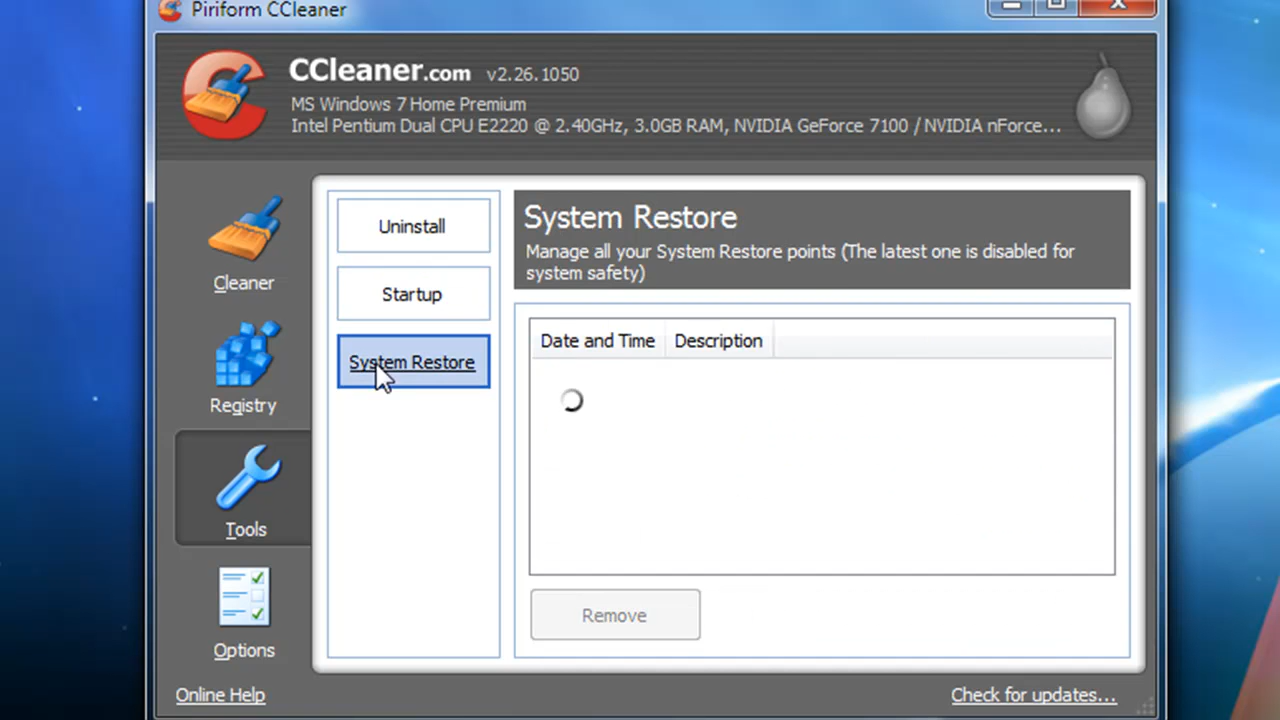 Piriform CCleaner
CCleaner.com v2.26.1050
MS Windows 7 Home Premium
Intel Pentium Dual CPU E2220 @ 2.40GHz, 3.0GB RAM, NVIDIA GeForce 7100 / NVIDIA nForce...
Cleaner
Registry
Tools
Options
Uninstall
Startup
System Restore
System Restore
Manage all your System Restore points (The latest one is disabled for
system safety)
Date and Time Description
Remove
Online Help
Check for updates...